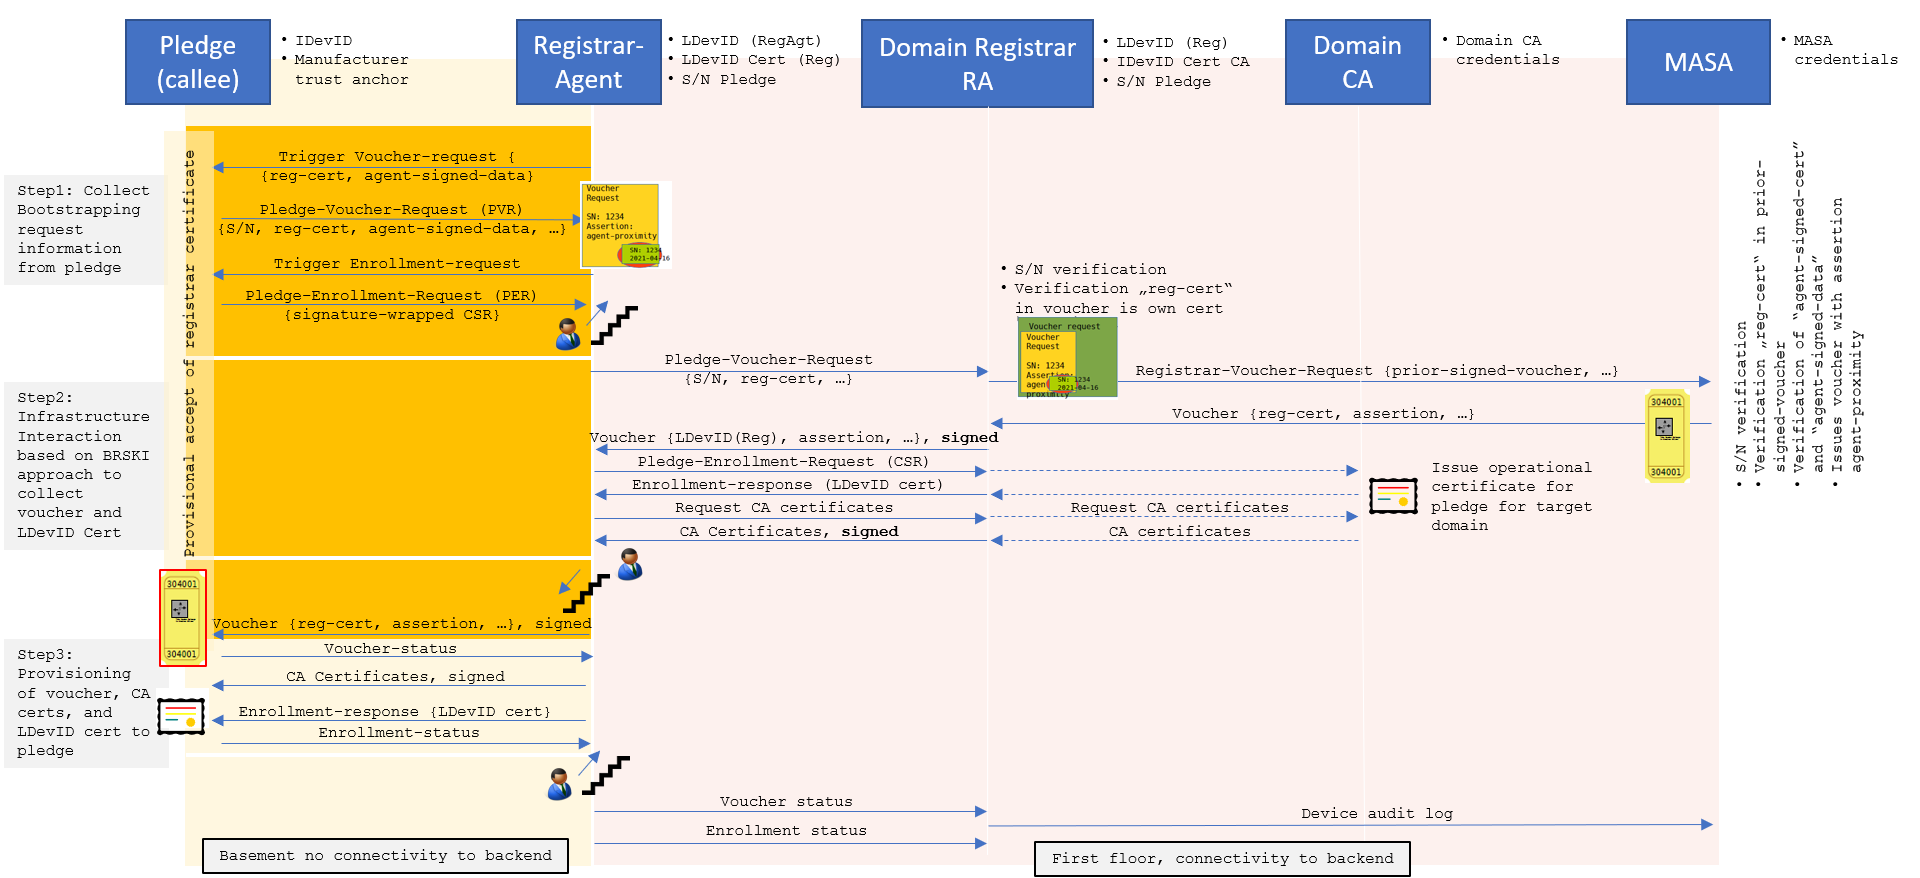 Pledge
(callee)
• IDevID
• Manufacturer
trust anchor
Registrar-
Agent
• LDevID (RegAgt)
• LDevID Cert (Reg)
• S/N Pledge
Domain Registrar
RA
• LDevID (Reg)
• IDevID Cert CA
• S/N Pledge
Domain
CA
• Domain CA
credentials
MASA
• MASA
credentials
Step1: Collect
Bootstrapping
request
information
from pledge
Provisional accept of registrar certificate
Trigger Voucher-request {
{reg-cert, agent-signed-data}
Pledge-Voucher-Request (PVR)
{S/N, reg-cert, agent-signed-data, …}
Trigger Enrollment-request
Pledge-Enrollment-Request (PER)
{signature-wrapped CSR}
Voucher
Request
SN: 1234
Assertion:
agent-proximity
SN: 1234
2021-04-16
• S/N verification
• Verification „reg-cert“
in voucher is own cert
Voucher request
Voucher
Request
SN: 1234
Assertion:
agent-
proximity
SN: 1234
2021-04-16
Step2:
Infrastructure
Interaction
based on BRSKI
approach to
collect
voucher and
LDevID Cert
Pledge-Voucher-Request
{S/N, reg-cert, …}
Registrar-Voucher-Request {prior-signed-voucher, …}
Voucher {reg-cert, assertion, …}
Voucher {LDevID(Reg), assertion, …}, signed
Pledge-Enrollment-Request (CSR)
Enrollment-response (LDevID cert)
Request CA certificates
Request CA certificates
CA Certificates, signed
CA certificates
Issue operational
certificate for
pledge for target
domain
304001
304001
• S/N verification
• Verification „reg-cert“ in prior-
signed-voucher
• Verification of “agent-signed-cert”
and “agent-signed-data”
• Issues voucher with assertion
agent-proximity
304001
304001
Step3:
Provisioning
of voucher, CA
certs, and
LDevID cert to
pledge
Voucher {reg-cert, assertion, …}, signed
Voucher-status
CA Certificates, signed
Enrollment-response {LDevID cert}
Enrollment-status
Voucher status
Enrollment status
Device audit log
Basement no connectivity to backend
First floor, connectivity to backend